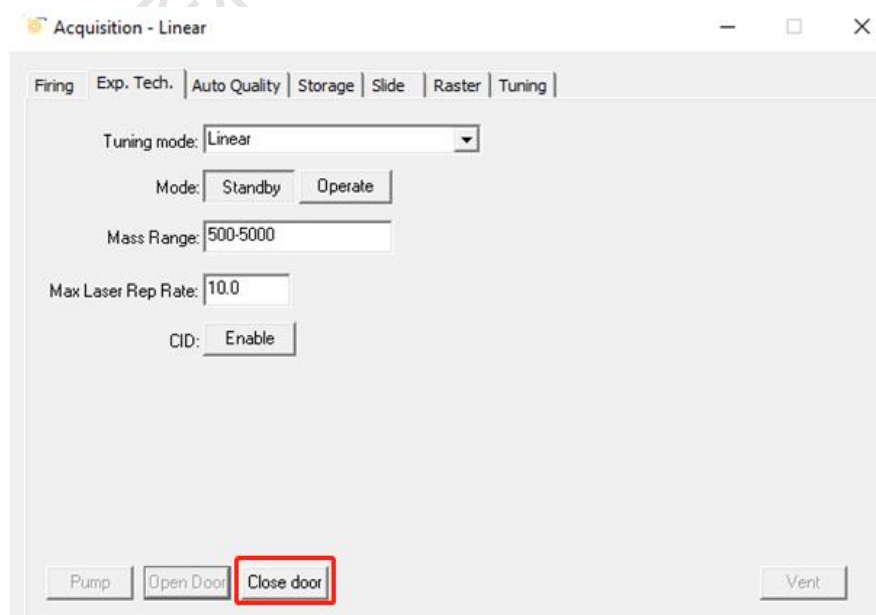 Acquisition - Linear
Firing Exp. Tech. Auto Quality Storage Slide Raster Tuning
Tuning mode: Linear
Mode: Standby Operate
Mass Range: 500-5000
Max Laser Rep Rate: 10.0
CID: Enable
Pump Open Door Close door Vent